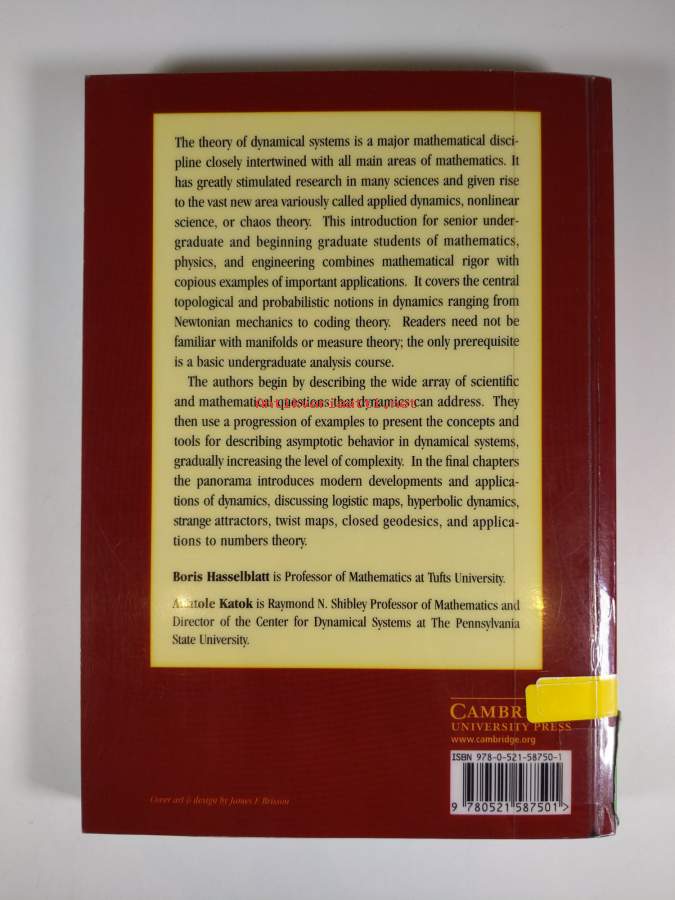 The theory of dynamical systems is a major mathematical disci-
pline closely intertwined with all main areas of mathematics. It
has greatly stimulated research in many sciences and given rise
to the vast new area variously called applied dynamics, nonlinear
science, or chaos theory. This introduction for senior under-
graduate and beginning graduate students of mathematics,
physics, and engineering combines mathematical rigor with
copious examples of important applications. It covers the central
topological and probabilistic notions in dynamics ranging from
Newtonian mechanics to coding theory. Readers need not be
familiar with manifolds or measure theory; the only prerequisite
is a basic undergraduate analysis course.
The authors begin by describing the wide array of scientific
and mathematical questions that dynamics can address. They
then use a progression of examples to present the concepts and
tools for describing asymptotic behavior in dynamical systems,
gradually increasing the level of complexity. In the final chapters
the panorama introduces modern developments and applica-
tions of dynamics, discussing logistic maps, hyperbolic dynamics,
strange attractors, twist maps, closed geodesics, and applica-
tions to numbers theory.
Boris Hasselblatt is Professor of Mathematics at Tufts University.
Anatole Katok is Raymond N. Shibley Professor of Mathematics and
Director of the Center for Dynamical Systems at The Pennsylvania
State University.
CAMBR
UNIVERSITY PRESS
www.cambridge.org
ISBN 978-0-521-58750-1
9 780521 587501 >
Cover art & design by James F. Brisson